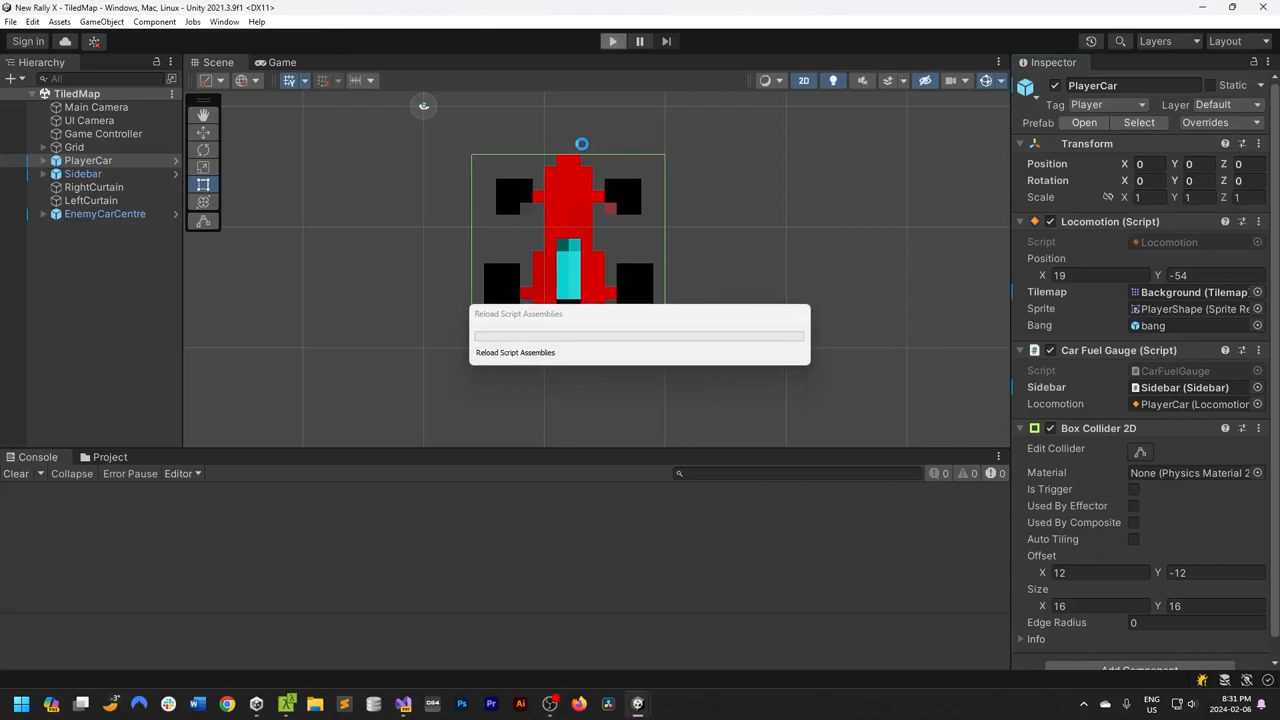 New Rally X - TiledMap - Windows, Mac, Linux - Unity 2021.3.9f1 <DX11>
File Edit Assets GameObject Component Jobs Window Help
Sign in Layers Layout
Hierarchy Scene Game Inspector
All 2D PlayerCar Static
TiledMap
Tag Player Layer Default
Main Camera
UI Camera
Prefab Open Select Overrides
Game Controller
Transform
Grid
PlayerCar
Position X 0 Y 0 Z 0
Sidebar
Rotation X 0 Y 0 Z 0
RightCurtain
Scale X 1 Y 1 Z 1
LeftCurtain
EnemyCarCentre
Locomotion (Script)
Script Locomotion
Position
X 19 Y -54
Tilemap Background (Tilemap
Sprite PlayerShape (Sprite Re
Reload Script Assemblies
Bang bang
Reload Script Assemblies
Car Fuel Gauge (Script)
Script CarFuelGauge
Sidebar Sidebar (Sidebar)
Locomotion PlayerCar (Locomotion
Box Collider 2D
Edit Collider
Console Project
Clear Collapse Error Pause Editor 0 0 0
Material None (Physics Material 2
Is Trigger
Used By Effector
Used By Composite
Auto Tiling
Offset
X 12 Y -12
Size
X 16 Y 16
Edge Radius 0
Info
Add Component
ENG
US
8:31 PM
2024-02-06